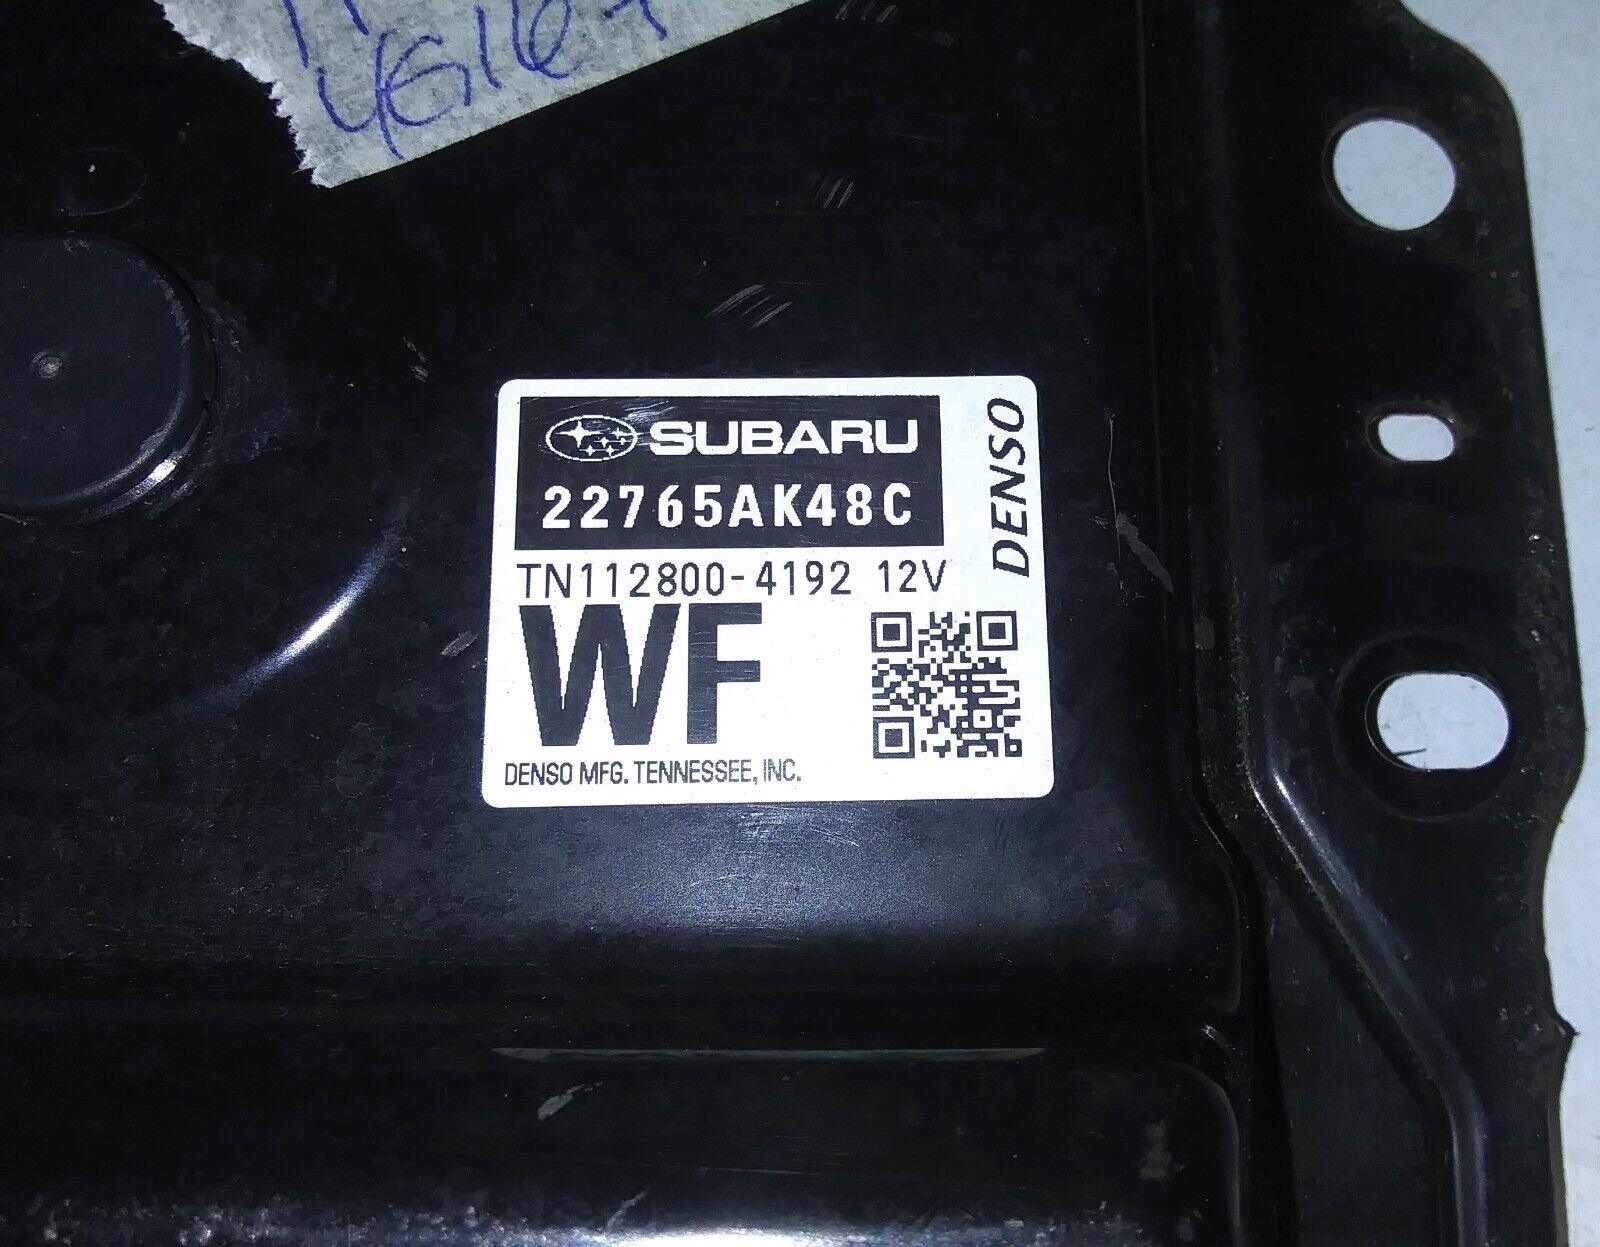 SUBARU
22765AK48C
DENSO
TN112800-4192 12V
WF
DENSO MFG. TENNESSEE, INC.